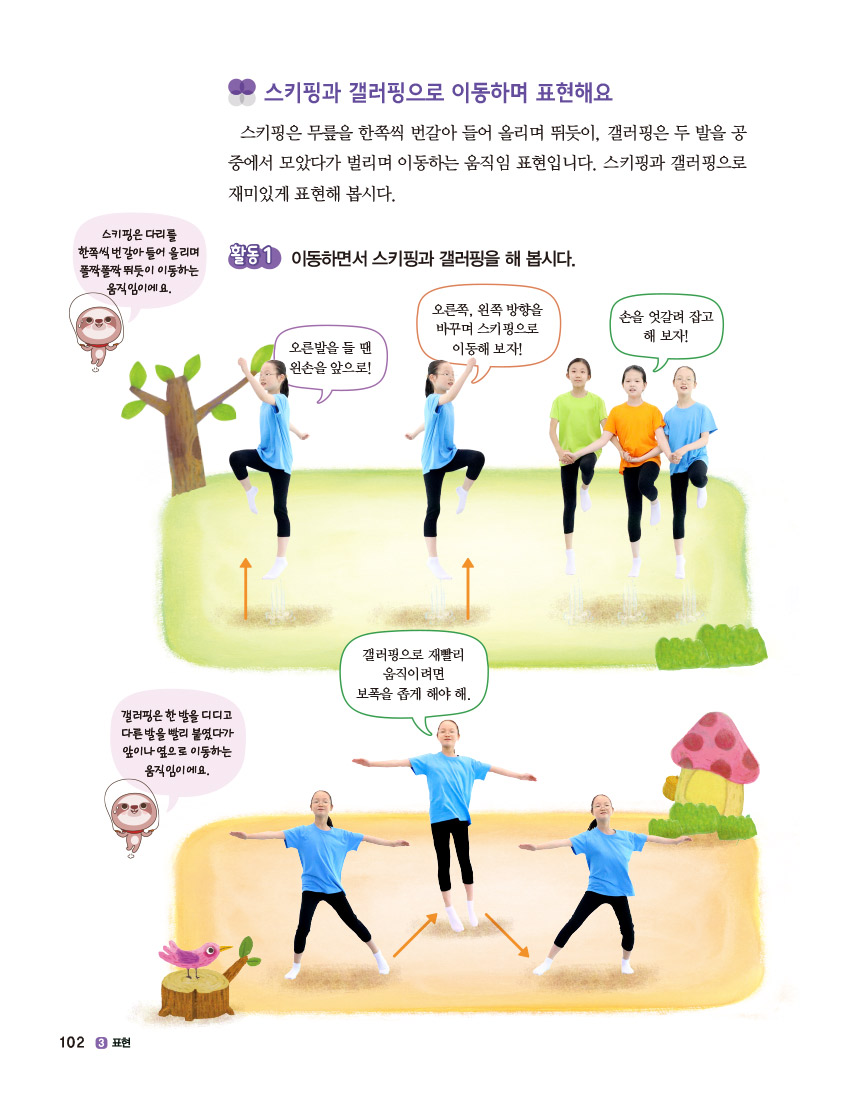 스키핑과 갤러핑으로 이동하며 표현해요
스키핑은 무릎을 한쪽씩 번갈아 들어 올리며 뛰듯이, 갤러핑은 두 발을 공
중에서 모았다가 벌리며 이동하는 움직임 표현입니다. 스키핑과 갤러핑으로
재미있게 표현해 봅시다.
스키핑은 다리를
한쪽씩 번갈아 들어 올리며
폴짝폴짝 뛰듯이 이동하는
움직임이에요.
활동1 이동하면서 스키핑과 갤러핑을 해 봅시다.
오른발을 들 땐
왼손을 앞으로!
오른쪽, 왼쪽 방향을
바꾸며 스키핑으로
이동해 보자!
손을 엇갈려 잡고
해 보자!
갤러핑으로 재빨리
움직이려면
보폭을 좁게 해야 해.
갤러핑은 한 발을 디디고
다른 발을 빨리 붙였다가
앞이나 옆으로 이동하는
움직임이에요.
102 3 표현